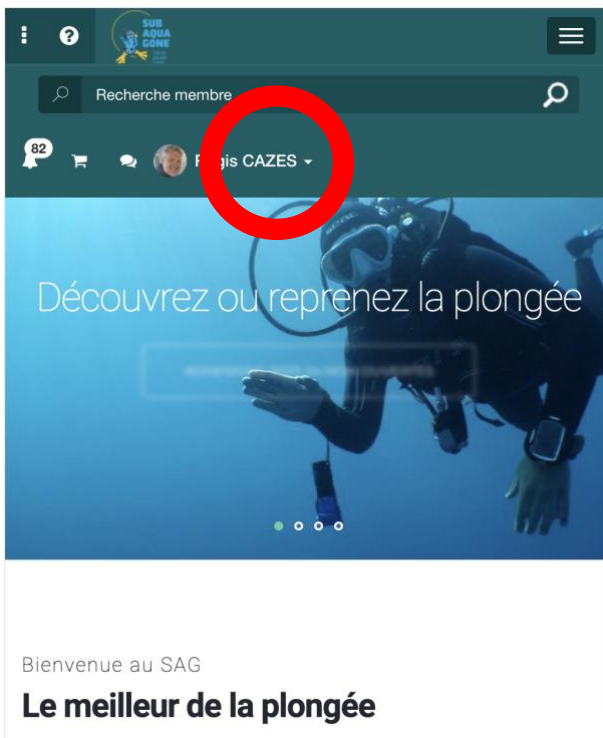 SUB
AQUA
GONE
Recherche membre
82
CAZES
Découvrez ou reprenez la plongée
Bienvenue au SAG
Le meilleur de la plongée